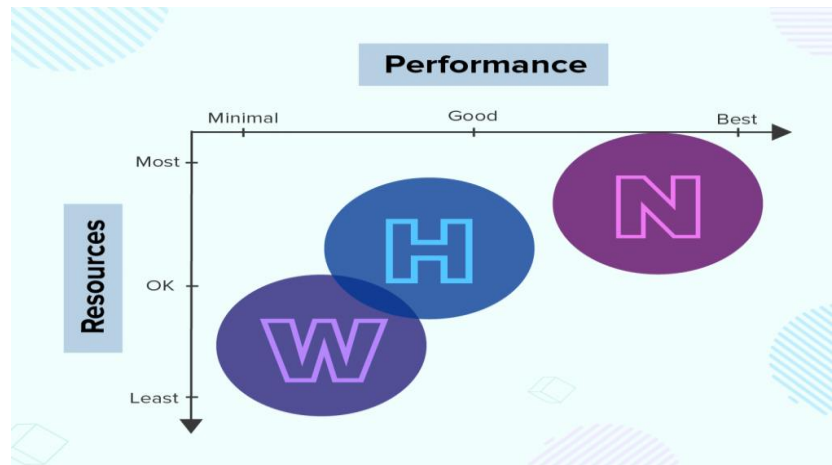 Performance
Minimal
Good
Best
Most
H
N
Resources
OK
W
Least